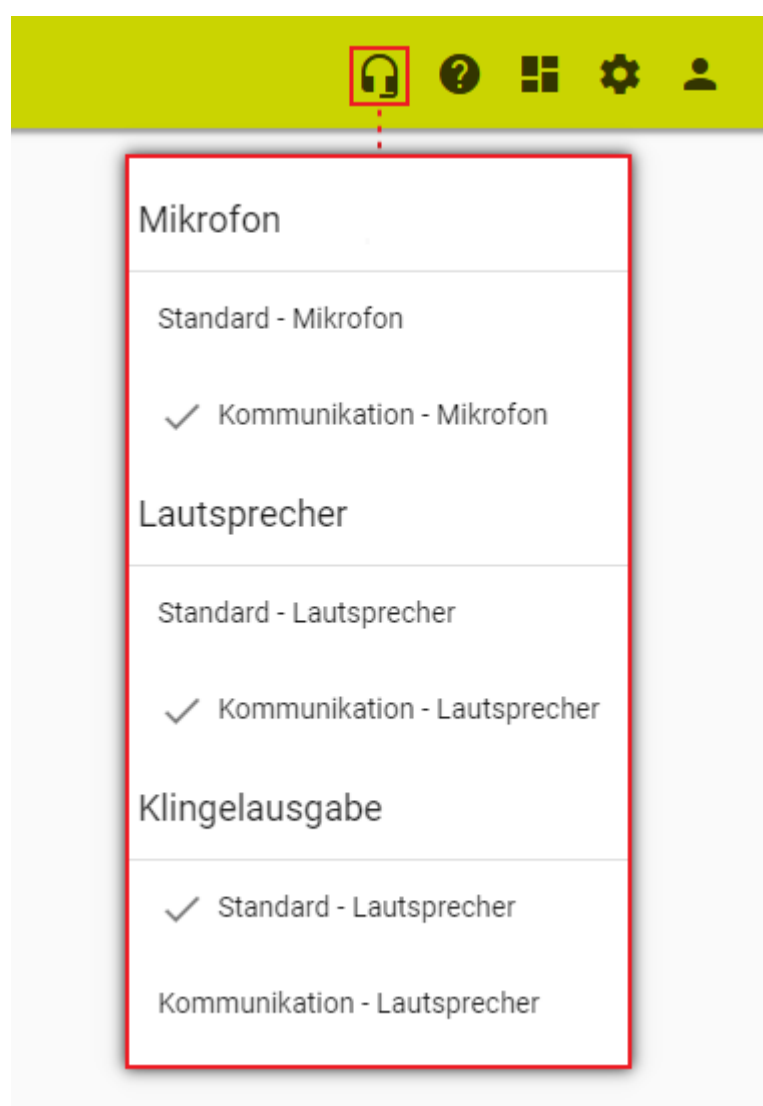 Mikrofon
Standard - Mikrofon
Kommunikation - Mikrofon
Lautsprecher
Standard - Lautsprecher
Kommunikation - Lautsprecher
Klingelausgabe
Standard - Lautsprecher
Kommunikation - Lautsprecher